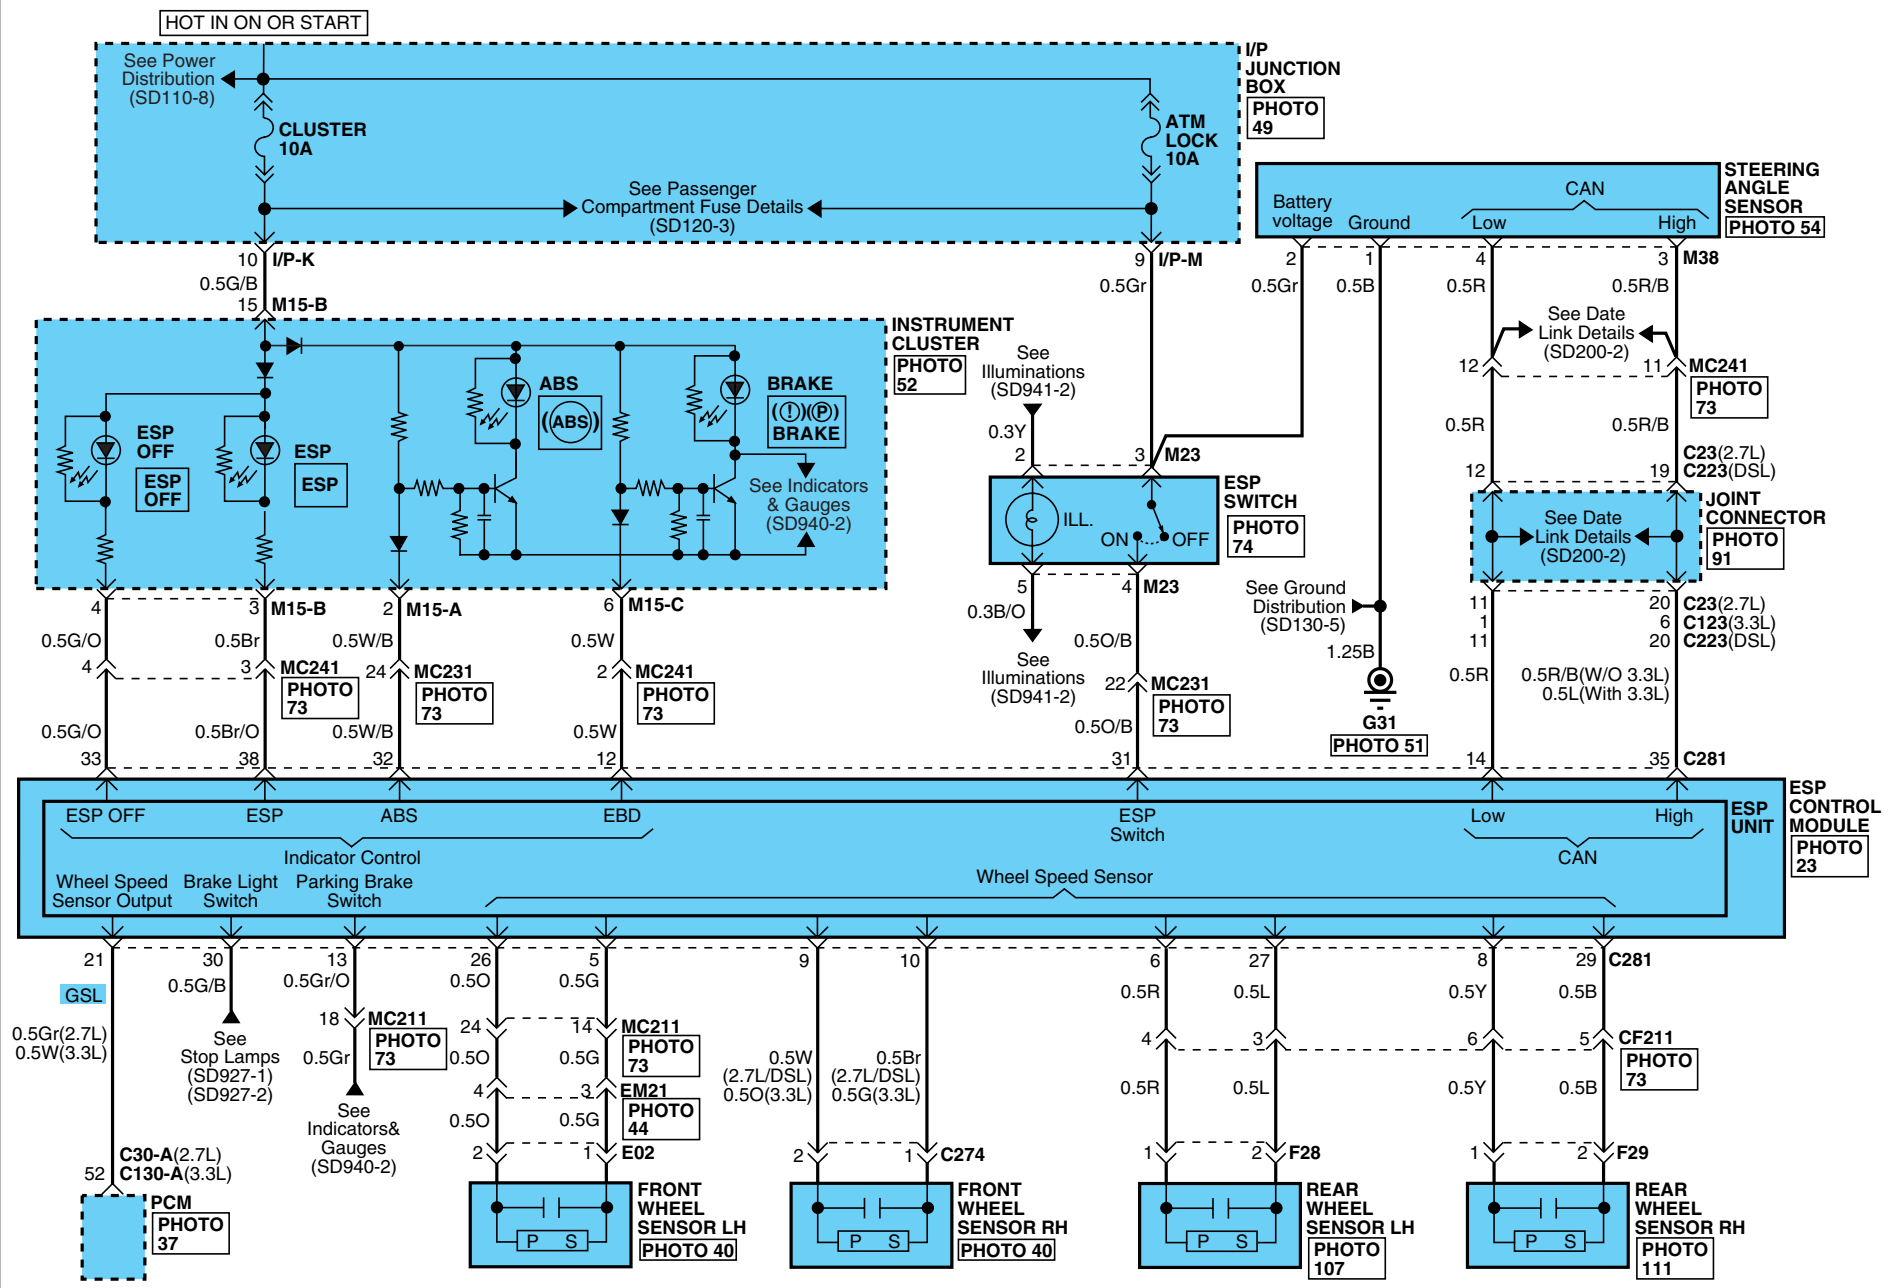 HOT IN ON OR START
See Power
Distribution
(SD110-8)
CLUSTER
10A
See Passenger
Compartment Fuse Details
(SD120-3)
ATM
LOCK
10A
I/P
JUNCTION
BOX
PHOTO
49
10 I/P-K
0.5G/B
15 M15-B
9 I/P-M
0.5Gr
Battery
voltage
Ground
CAN
Low
High
STEERING
ANGLE
SENSOR
PHOTO 54
2 1 4 3 M38
0.5Gr 0.5B 0.5R 0.5R/B
See Date
Link Details
(SD200-2)
12 11 MC241
PHOTO
73
0.5R 0.5R/B
12 19 C23(2.7L)
C223(DSL)
JOINT
CONNECTOR
PHOTO
91
See Date
Link Details
(SD200-2)
11 20 C23(2.7L)
1 6 C123(3.3L)
11 20 C223(DSL)
0.5R 0.5R/B(W/O 3.3L)
0.5L(With 3.3L)
14 35 C281
INSTRUMENT
CLUSTER
PHOTO
52
ESP
OFF
ESP
OFF
ESP
ESP
ABS
(ABS)
BRAKE
(!)(P)
BRAKE
See Indicators
& Gauges
(SD940-2)
See
Illuminations
(SD941-2)
0.3Y
2 3 M23
ESP
SWITCH
PHOTO
74
ILL.
ON OFF
5 4 M23
0.3B/O
0.5O/B
See
Illuminations
(SD941-2)
22 MC231
PHOTO
73
0.5O/B
31
See Ground
Distribution
(SD130-5)
1.25B
G31
PHOTO 51
4 3 M15-B 2 M15-A 6 M15-C
0.5G/O 0.5Br 0.5W/B 0.5W
4 3 MC241
PHOTO
73
24 MC231
PHOTO
73
2 MC241
PHOTO
73
0.5G/O 0.5Br/O 0.5W/B 0.5W
33 38 32 12
ESP OFF ESP ABS EBD
Indicator Control
ESP
Switch
Low High
CAN
ESP
UNIT
ESP
CONTROL
MODULE
PHOTO
23
Wheel Speed
Sensor Output
Brake Light
Switch
Parking Brake
Switch
Wheel Speed Sensor
21 30 13 26 5 9 10 6 27 8 29 C281
GSL
0.5Gr(2.7L)
0.5W(3.3L)
0.5G/B
See
Stop Lamps
(SD927-1)
(SD927-2)
0.5Gr/O
18 MC211
PHOTO
73
0.5Gr
See
Indicators&
Gauges
(SD940-2)
C30-A(2.7L)
52 C130-A(3.3L)
PCM
PHOTO
37
0.5O 0.5G
24 14 MC211
PHOTO
73
0.5O 0.5G
4 3 EM21
PHOTO
44
0.5O 0.5G
2 1 E02
P S
FRONT
WHEEL
SENSOR LH
PHOTO 40
0.5W
(2.7L/DSL)
0.5O(3.3L)
0.5Br
(2.7L/DSL)
0.5G(3.3L)
2 1 C274
P S
FRONT
WHEEL
SENSOR RH
PHOTO 40
0.5R 0.5L 0.5Y 0.5B
4 3 6 5 CF211
PHOTO
73
0.5R 0.5L 0.5Y 0.5B
1 2 F28
P S
REAR
WHEEL
SENSOR LH
PHOTO
107
1 2 F29
P S
REAR
WHEEL
SENSOR RH
PHOTO
111